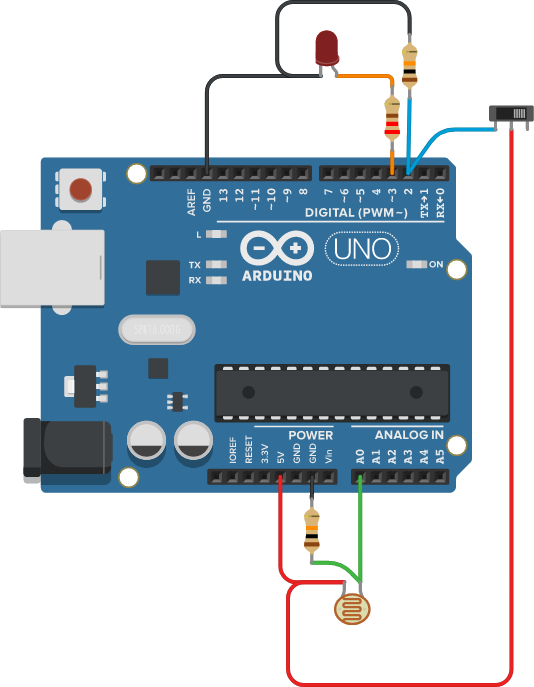 AREF
GND
13
12
~11
~10
~9
8
7
~6
~5
4
~3
2
TX→1
RX←0
DIGITAL (PWM~)
L
TX
RX
UNO
ARDUINO
ON
SPK16.000G
IOREF
RESET
3.3V
5V
GND
GND
Vin
POWER
ANALOG IN
A0
A1
A2
A3
A4
A5